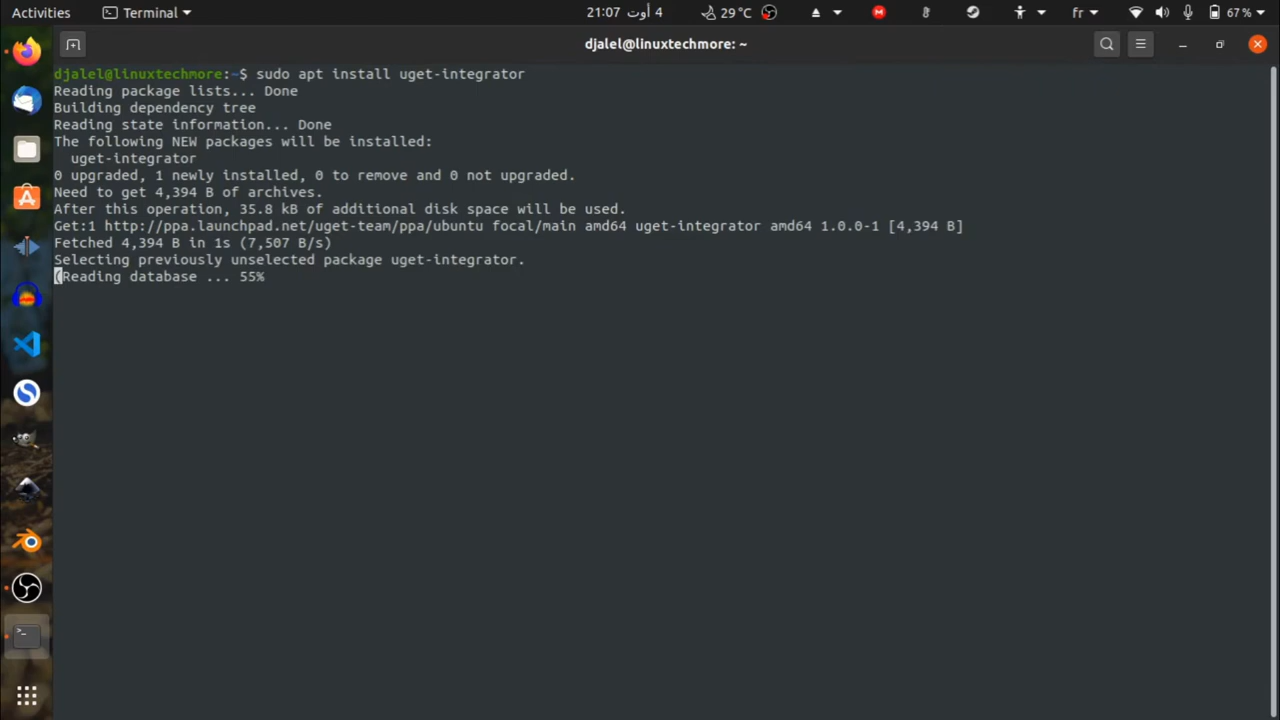 Activities Terminal 21:07 4 أوت 29 °C fr 67 %
djalel@linuxtechmore: ~
djalel@linuxtechmore:~$ sudo apt install uget-integrator
Reading package lists... Done
Building dependency tree
Reading state information... Done
The following NEW packages will be installed:
  uget-integrator
0 upgraded, 1 newly installed, 0 to remove and 0 not upgraded.
Need to get 4,394 B of archives.
After this operation, 35.8 kB of additional disk space will be used.
Get:1 http://ppa.launchpad.net/uget-team/ppa/ubuntu focal/main amd64 uget-integrator amd64 1.0.0-1 [4,394 B]
Fetched 4,394 B in 1s (7,507 B/s)
Selecting previously unselected package uget-integrator.
(Reading database ... 55%